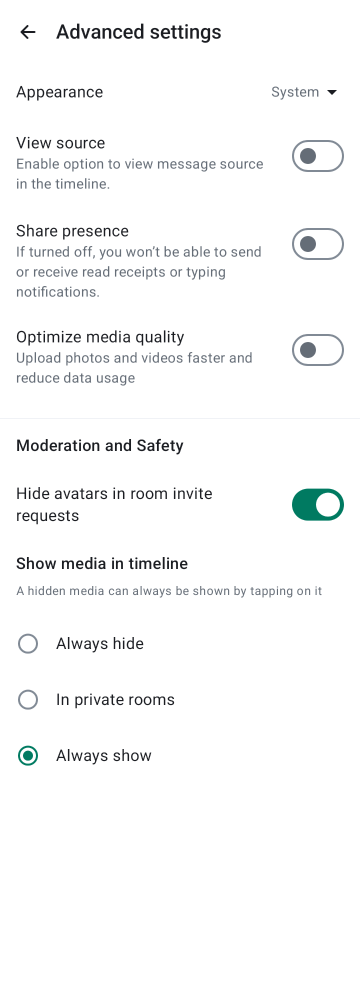 Advanced settings
Appearance
System
View source
Enable option to view message source
in the timeline.
Share presence
If turned off, you won’t be able to send
or receive read receipts or typing
notifications.
Optimize media quality
Upload photos and videos faster and
reduce data usage
Moderation and Safety
Hide avatars in room invite
requests
Show media in timeline
A hidden media can always be shown by tapping on it
Always hide
In private rooms
Always show